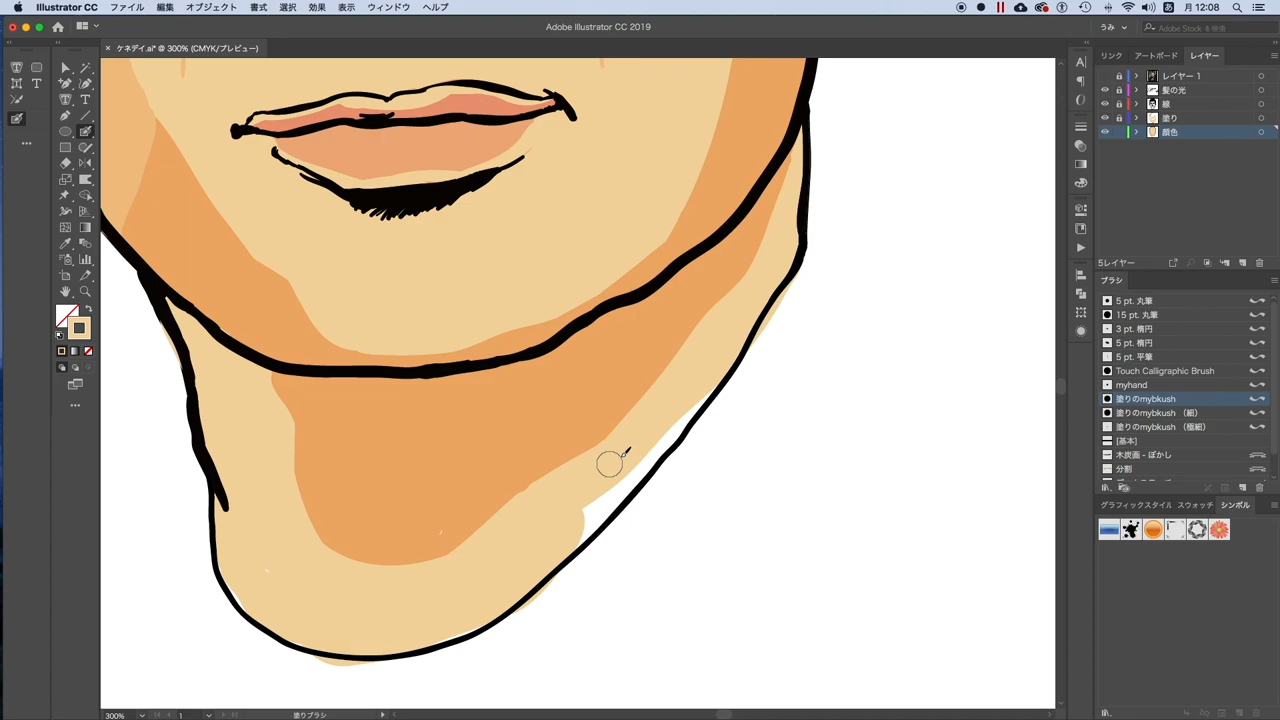 Illustrator CC ファイル 編集 オブジェクト 書式 選択 効果 表示 ウィンドウ ヘルプ
月 12:08
Adobe Illustrator CC 2019
うみ
Adobe Stock を検索
× ケネデイ.ai* @ 300% (CMYK/プレビュー)
リンク アートボード レイヤー
レイヤー 1
髪の光
線
塗り
顔色
5レイヤー
ブラシ
5 pt. 丸筆
15 pt. 丸筆
3 pt. 楕円
5 pt. 楕円
5 pt. 平筆
Touch Calligraphic Brush
myhand
塗りのmybkush
塗りのmybkush （細）
塗りのmybkush （極細）
[基本]
木炭画 - ぼかし
分割
グラフィックスタイル スウォッチ シンボル
300% 1 塗りブラシ